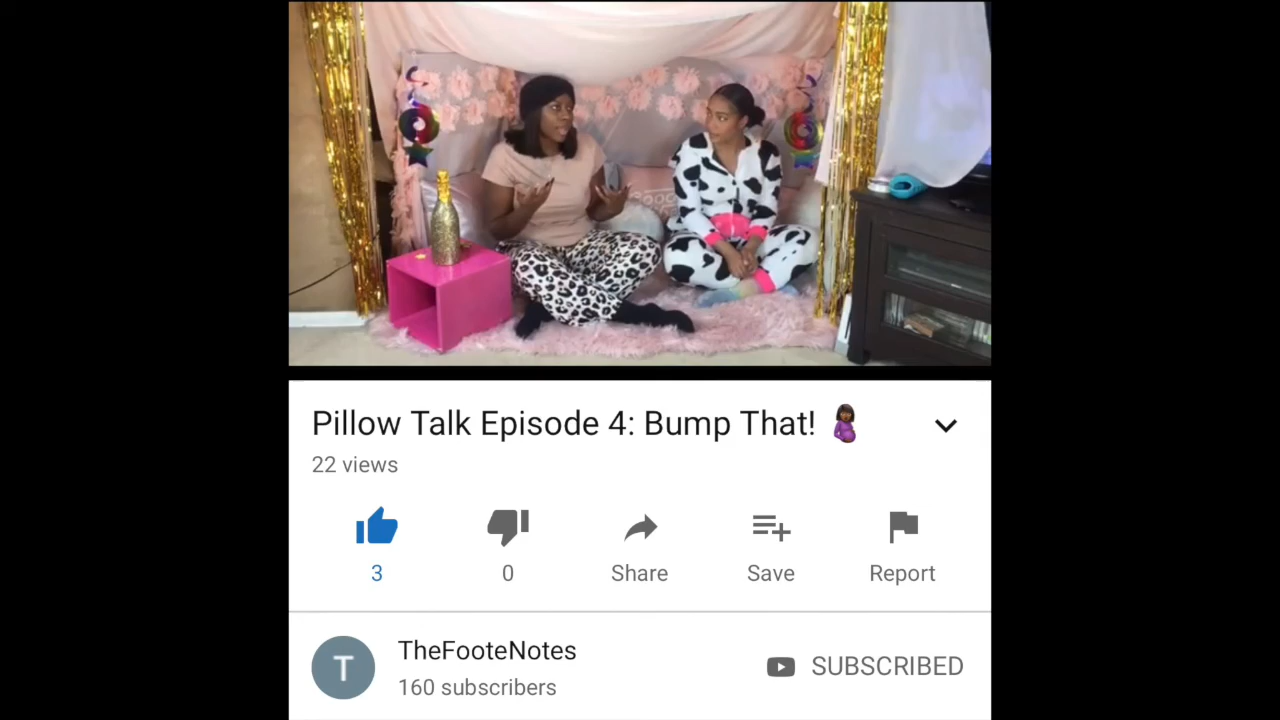 Pillow Talk Episode 4: Bump That! 🤰🏾
22 views
3
0
Share
Save
Report
T
TheFooteNotes
160 subscribers
SUBSCRIBED